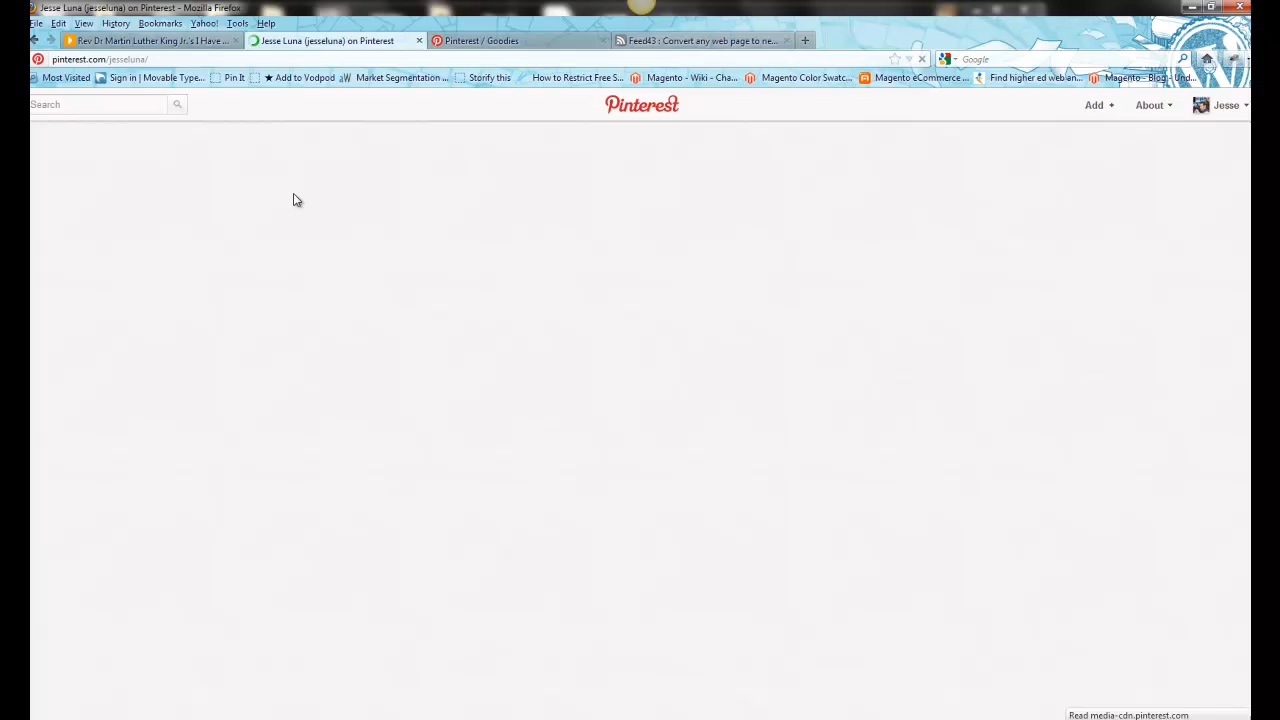 Jesse Luna (jesseluna) on Pinterest - Mozilla Firefox
File Edit View History Bookmarks Yahoo! Tools Help
Rev Dr Martin Luther King Jr.'s I Have ... Jesse Luna (jesseluna) on Pinterest Pinterest / Goodies Feed43 : Convert any web page to ne...
pinterest.com/jesseluna/ Google
Most Visited Sign in | Movable Type... Pin It Add to Vodpod Market Segmentation ... Storify this How to Restrict Free S... Magento - Wiki - Cha... Magento Color Swatc... Magento eCommerce ... Find higher ed web an... Magento - Blog - Und...
Search Pinterest Add + About Jesse
Read media-cdn.pinterest.com